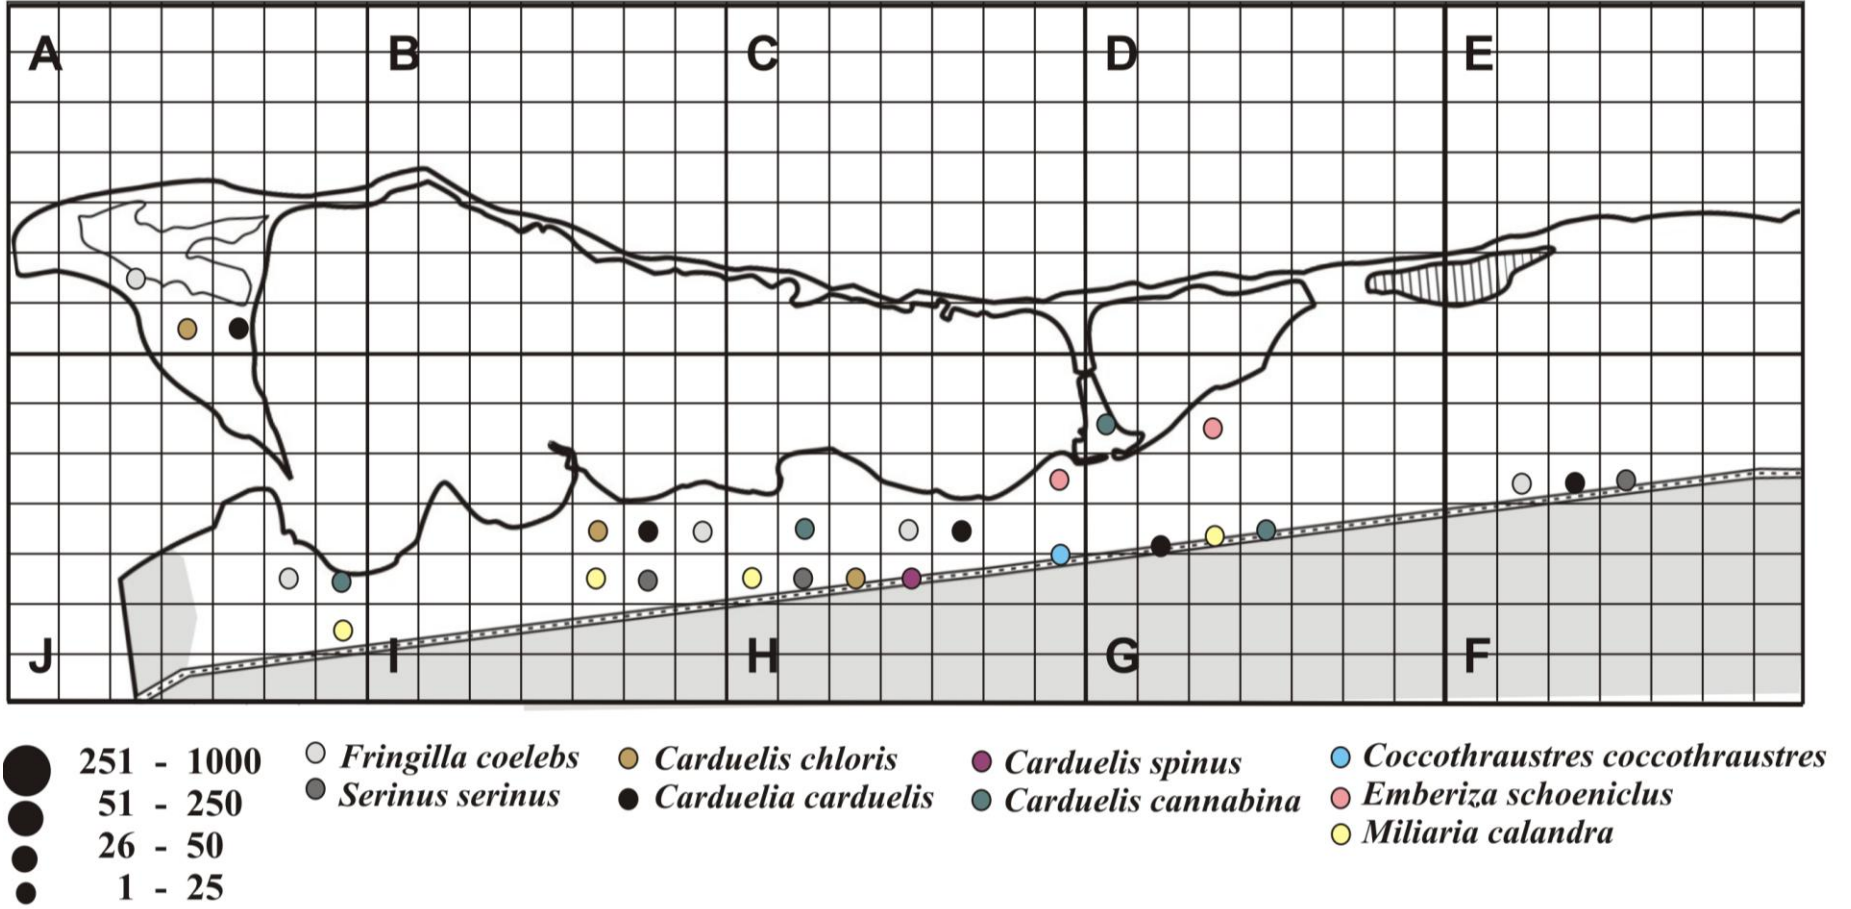 A B C D E
J I H G F
251 - 1000
51 - 250
26 - 50
1 - 25
Fringilla coelebs
Serinus serinus
Carduelis chloris
Carduelia carduelis
Carduelis spinus
Carduelis cannabina
Coccothraustres coccothraustres
Emberiza schoeniclus
Miliaria calandra